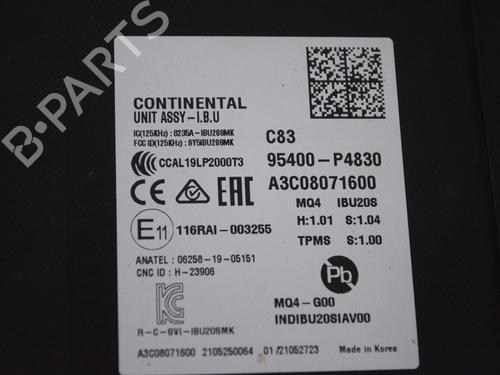 B-PARTS
CONTINENTAL
UNIT ASSY-I.B.U
IC(125KHz) : 8235A-IBU20SMK
FCC ID(125KHz) : SY5IBU20SMK
CCAL19LP2000T3
CE EAC
E11 116RAI-003255
ANATEL : 06258-19-05151
CNC ID : H-23906
R-C-SVI-IBU20SMK
C83
95400-P4830
A3C08071600
MQ4 IBU20S
H:1.01 S:1.04
TPMS S:1.00
Pb
MQ4-G00
INDIBU20SIAV00
A3C08071600 2105250064 01/21052723 Made in Korea